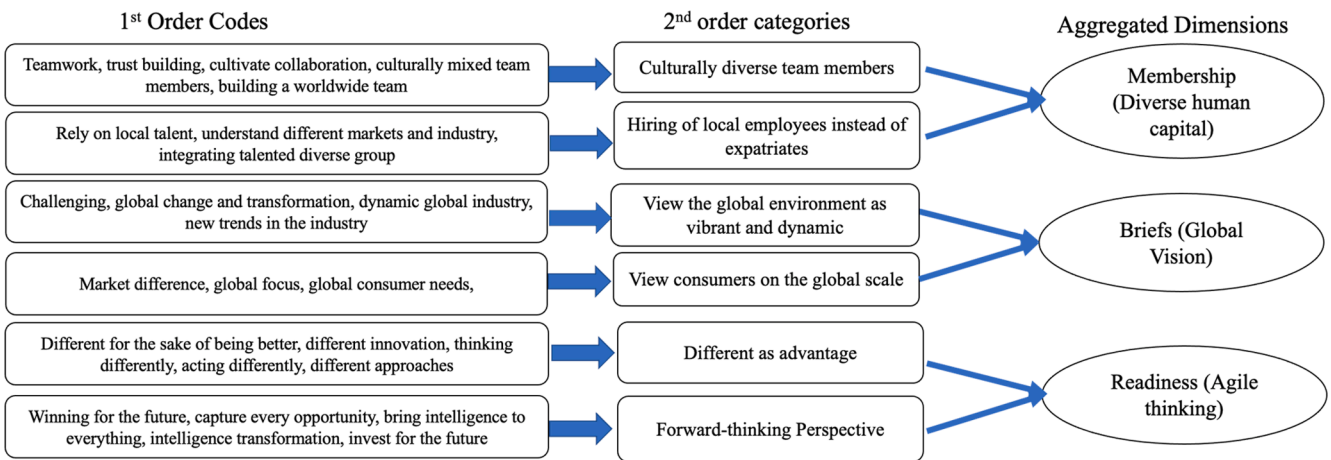 1st Order Codes
2nd order categories
Aggregated Dimensions
Teamwork, trust building, cultivate collaboration, culturally mixed team
members, building a worldwide team
Culturally diverse team members
Membership
(Diverse human
capital)
Rely on local talent, understand different markets and industry,
integrating talented diverse group
Hiring of local employees instead of
expatriates
Challenging, global change and transformation, dynamic global industry,
new trends in the industry
View the global environment as
vibrant and dynamic
Briefs (Global
Vision)
Market difference, global focus, global consumer needs,
View consumers on the global scale
Different for the sake of being better, different innovation, thinking
differently, acting differently, different approaches
Different as advantage
Readiness (Agile
thinking)
Winning for the future, capture every opportunity, bring intelligence to
everything, intelligence transformation, invest for the future
Forward-thinking Perspective